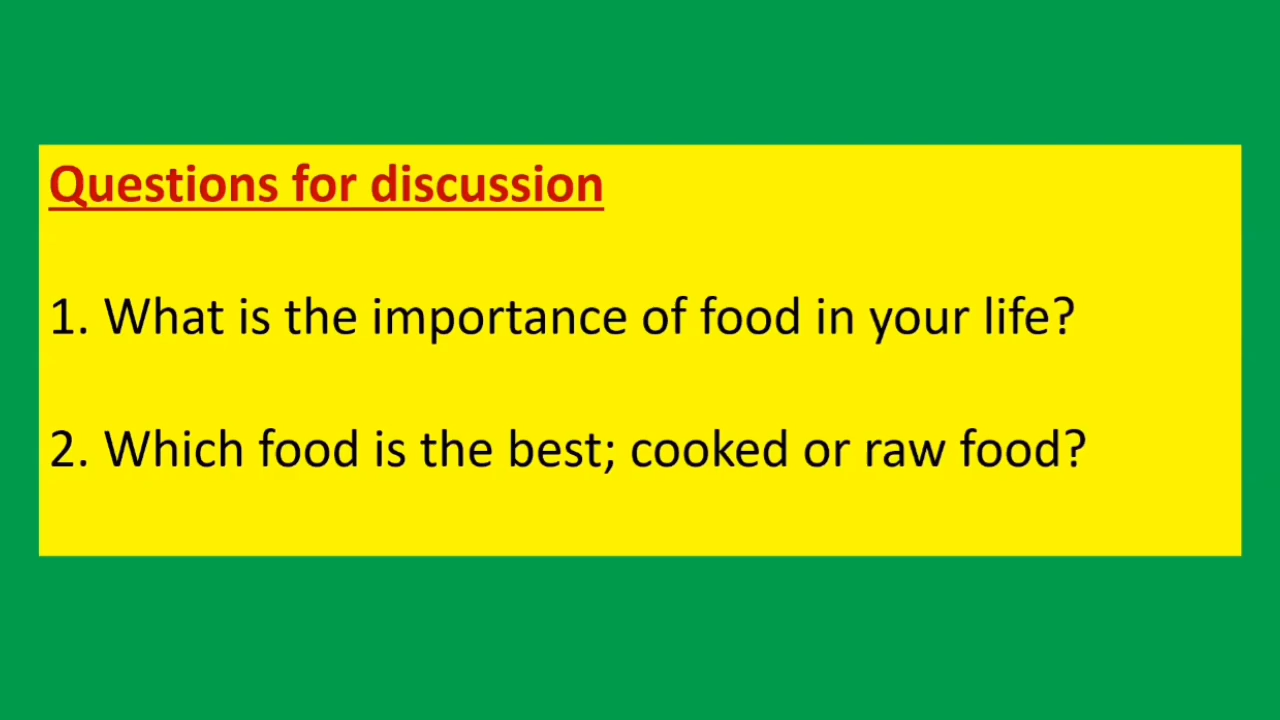 Questions for discussion
1. What is the importance of food in your life?
2. Which food is the best; cooked or raw food?